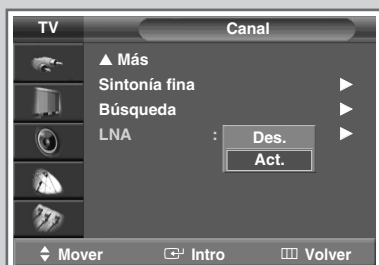 TV Canal
▲ Más
Sintonía fina ▶
Búsqueda ▶
LNA : Des. ▶
Act.
Mover Intro Volver